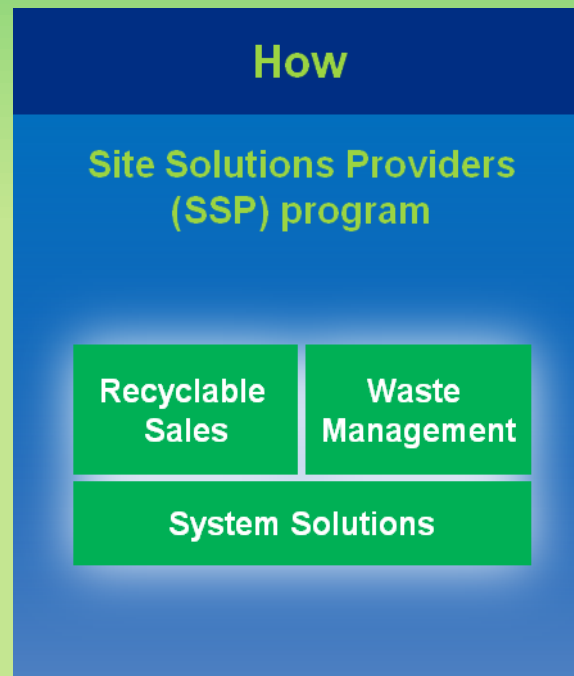 How
Site Solutions Providers
(SSP) program
Recyclable
Sales
Waste
Management
System Solutions